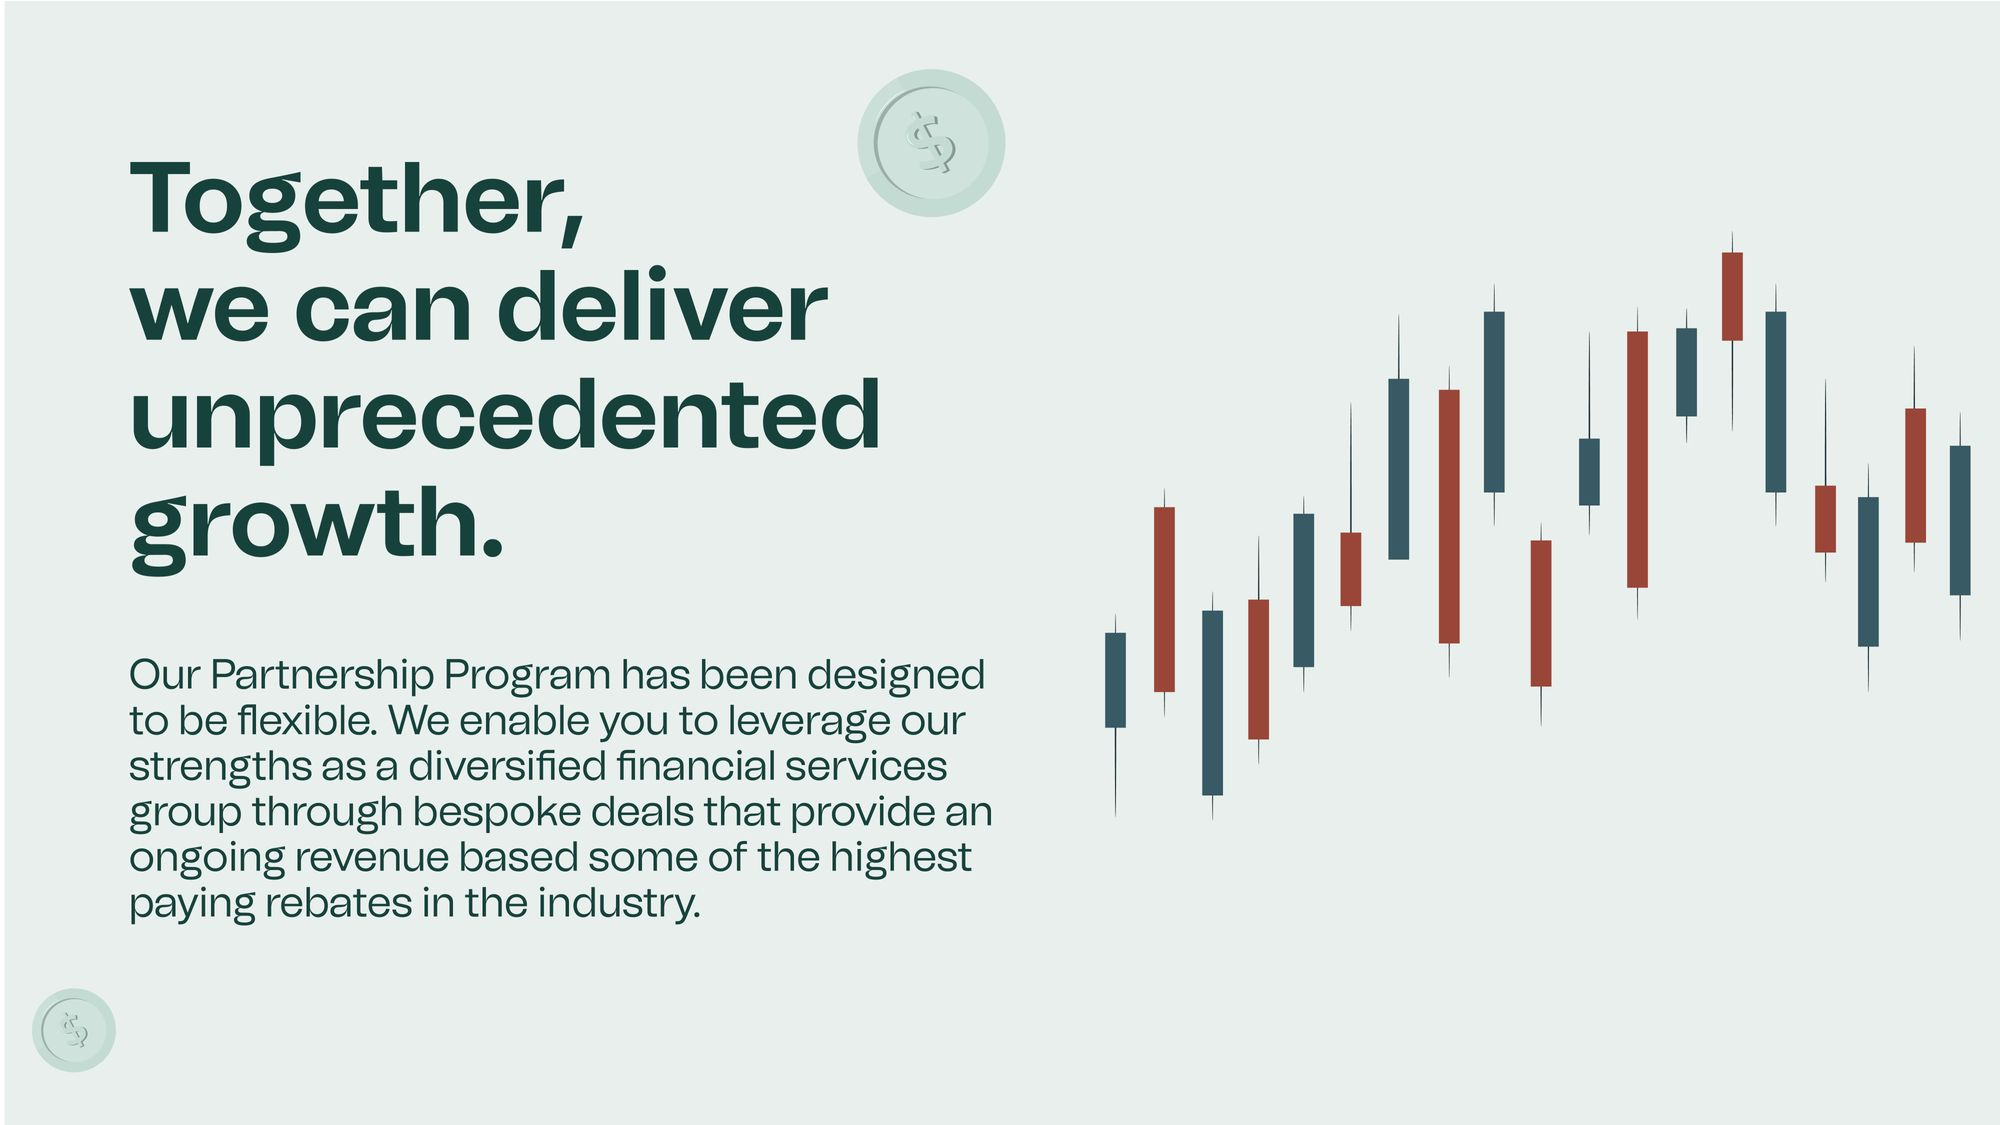 Together,
we can deliver
unprecedented
growth.
Our Partnership Program has been designed
to be flexible. We enable you to leverage our
strengths as a diversified financial services
group through bespoke deals that provide an
ongoing revenue based some of the highest
paying rebates in the industry.
$
$